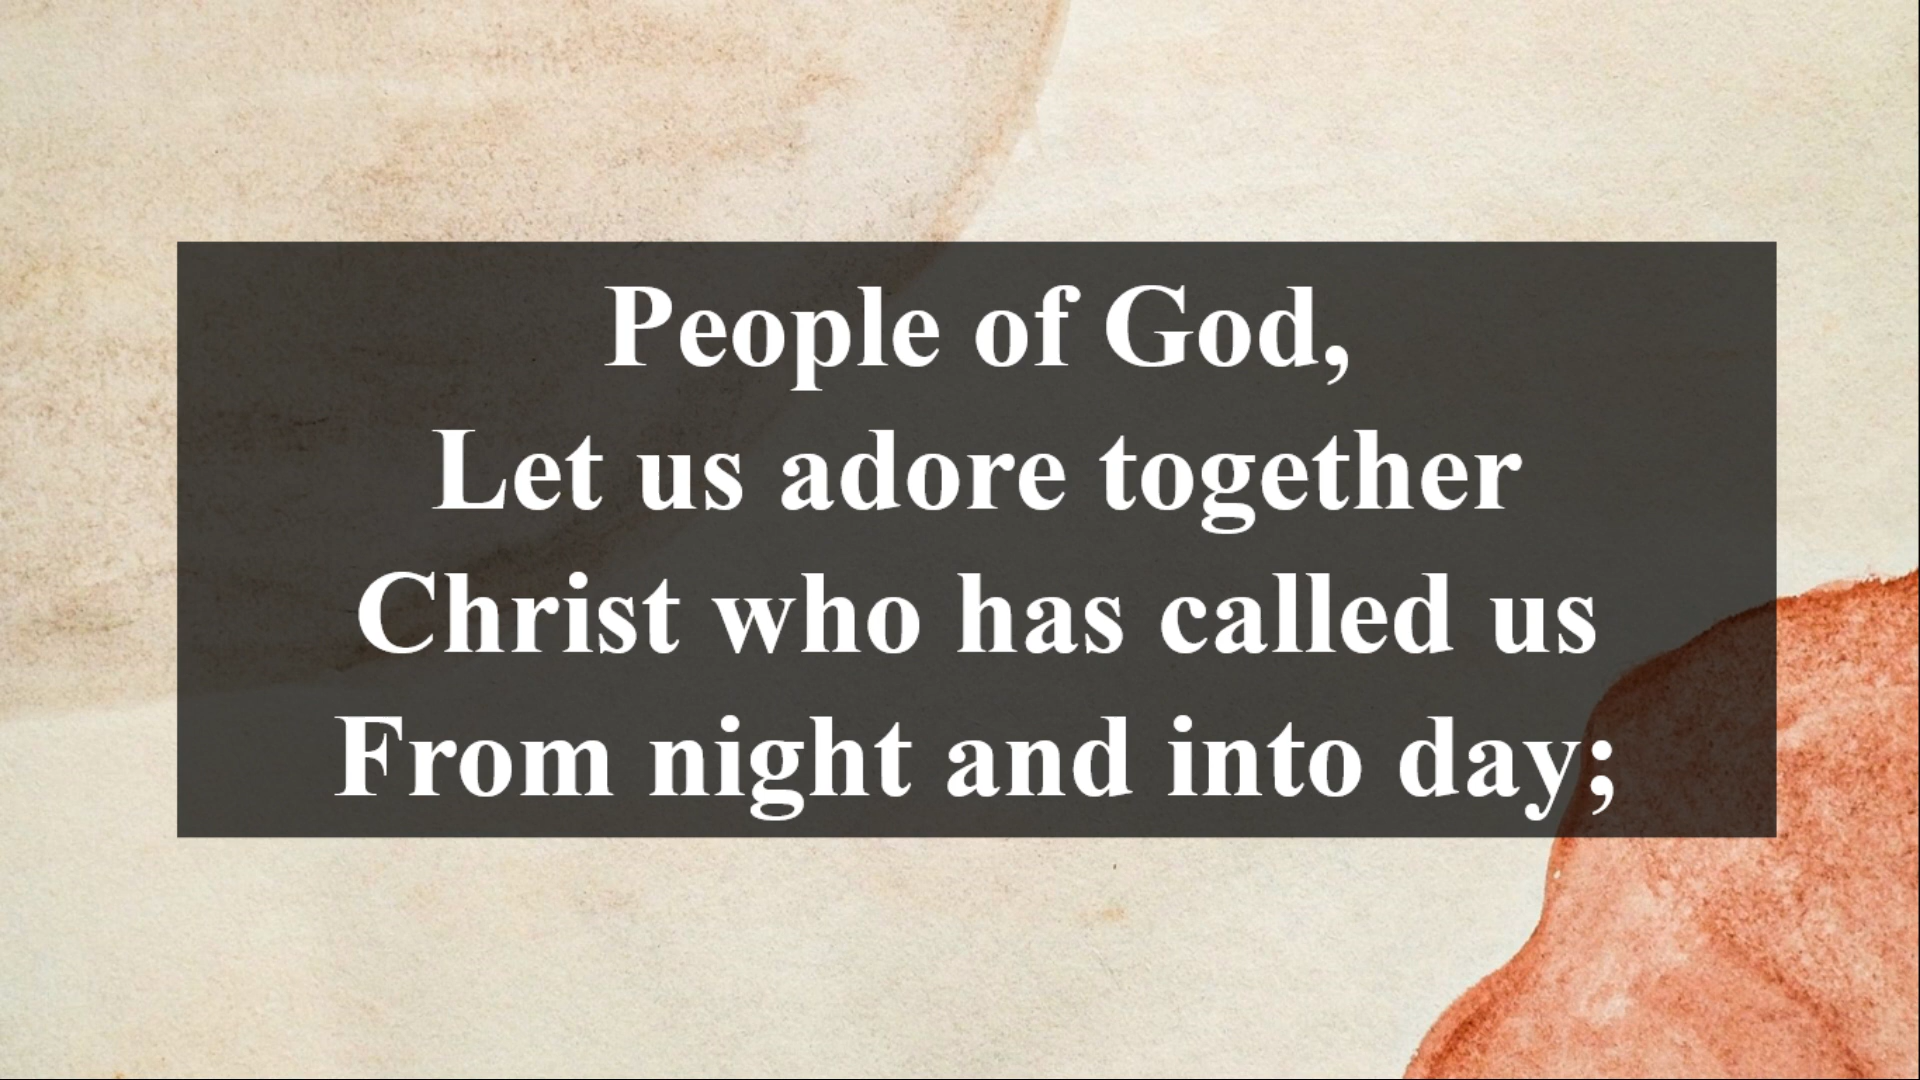 People of God,
Let us adore together
Christ who has called us
From night and into day;